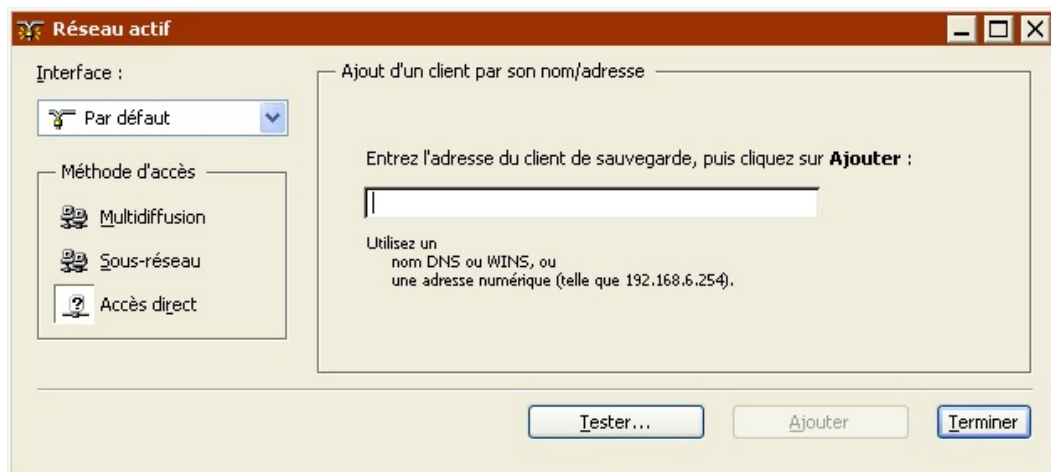 Réseau actif
Interface :
Par défaut
Méthode d'accès
Multidiffusion
Sous-réseau
Accès direct
Ajout d'un client par son nom/adresse
Entrez l'adresse du client de sauvegarde, puis cliquez sur Ajouter :
Utilisez un
nom DNS ou WINS, ou
une adresse numérique (telle que 192.168.6.254).
Tester...
Ajouter
Terminer